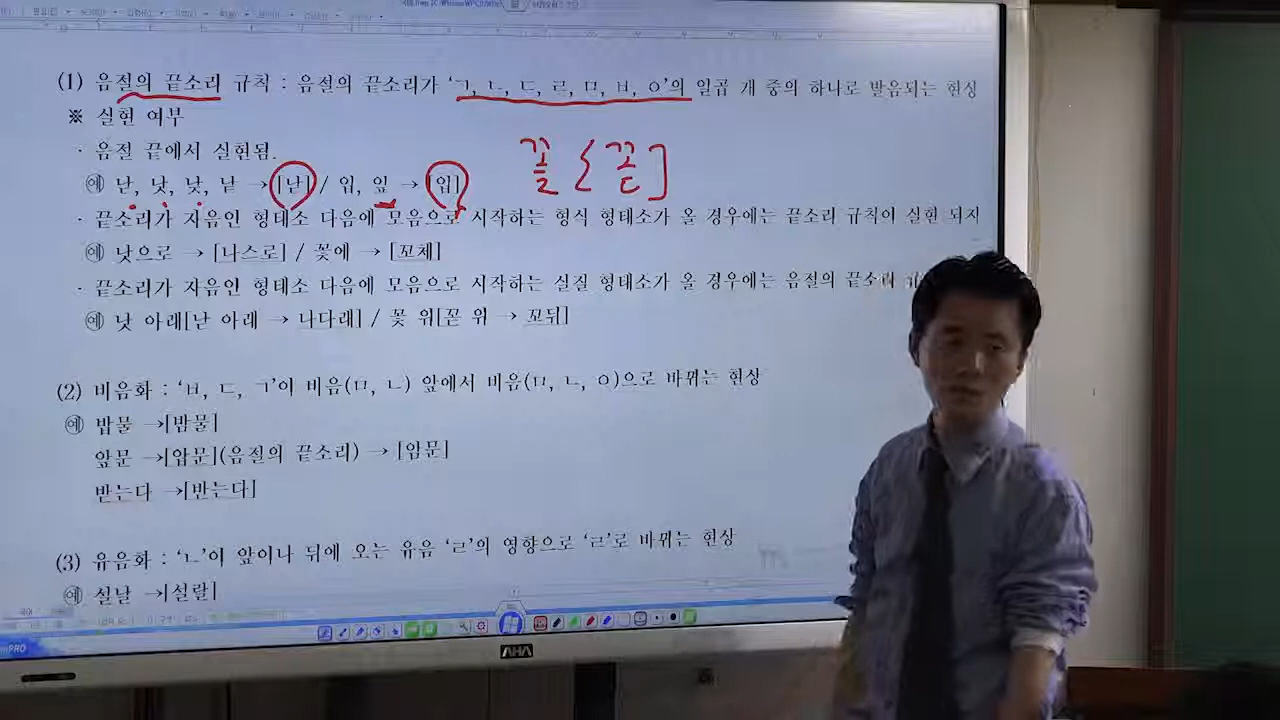 (1) 음절의 끝소리 규칙 : 음절의 끝소리가 ‘ㄱ, ㄴ, ㄷ, ㄹ, ㅁ, ㅂ, ㅇ’의 일곱 개 중의 하나로 발음되는 현상
※ 실현 여부
· 음절 끝에서 실현됨.
예 낟, 낫, 낮, 낱 → [낟] / 입, 잎 → [입]
· 끝소리가 자음인 형태소 다음에 모음으로 시작하는 형식 형태소가 올 경우에는 끝소리 규칙이 실현 되지
예 낫으로 → [나스로] / 꽃에 → [꼬체]
· 끝소리가 자음인 형태소 다음에 모음으로 시작하는 실질 형태소가 올 경우에는 음절의 끝소리
예 낫 아래[낟 아래 → 나다래] / 꽃 위[꼳 위 → 꼬뒤]
(2) 비음화 : ‘ㅂ, ㄷ, ㄱ’이 비음(ㅁ, ㄴ) 앞에서 비음(ㅁ, ㄴ, ㅇ)으로 바뀌는 현상
예 밥물 →[밤물]
앞문 →[압문](음절의 끝소리) → [암문]
받는다 →[반는다]
(3) 유음화 : ‘ㄴ’이 앞이나 뒤에 오는 유음 ‘ㄹ’의 영향으로 ‘ㄹ’로 바뀌는 현상
예 설날 →[설랄]
AHA